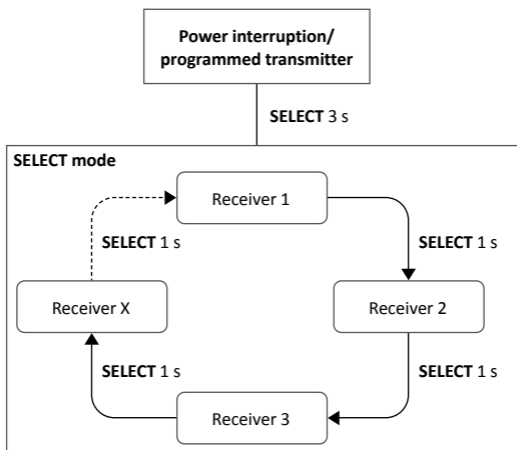 Power interruption/
programmed transmitter
SELECT 3 s
SELECT mode
Receiver 1
SELECT 1 s
SELECT 1 s
Receiver X
Receiver 2
SELECT 1 s
SELECT 1 s
Receiver 3